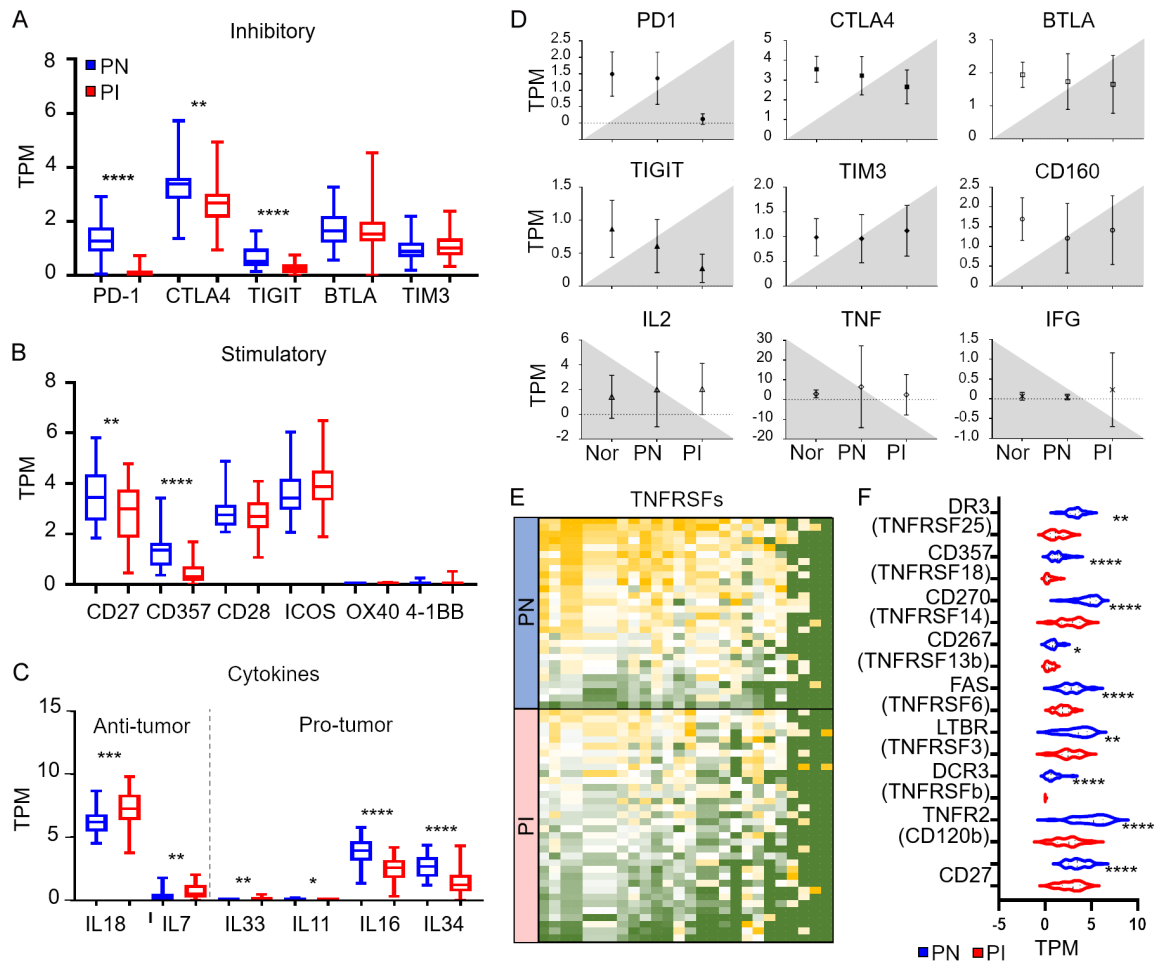 A
Inhibitory
PN
PI
TPM
8
6
4
2
0
****
**
****
PD-1 CTLA4 TIGIT BTLA TIM3
B
Stimulatory
TPM
8
6
4
2
0
**
****
CD27 CD357 CD28 ICOS OX40 4-1BB
C
Cytokines
Anti-tumor Pro-tumor
TPM
15
10
5
0
***
**
**
*
****
****
IL18 IL7 IL33 IL11 IL16 IL34
D
PD1 CTLA4 BTLA
TPM
2.5
2.0
1.5
1.0
0.5
0
5
4
3
2
1
0
3
2
1
0
TIGIT TIM3 CD160
TPM
1.5
1.0
0.5
0
2.0
1.5
1.0
0.5
0
2.5
2.0
1.5
1.0
0.5
0
IL2 TNF IFG
TPM
6
4
2
0
-2
30
20
10
0
-10
-20
1.5
1.0
0.5
0
-0.5
-1.0
Nor PN PI
Nor PN PI
Nor PN PI
E
TNFRSFs
PN
PI
F
DR3
(TNFRSF25)
**
CD357
(TNFRSF18)
****
CD270
(TNFRSF14)
****
CD267
(TNFRSF13b)
*
FAS
(TNFRSF6)
****
LTBR
(TNFRSF3)
**
DCR3
(TNFRSFb)
****
TNFR2
(CD120b)
****
CD27
****
-5 0 5 10
TPM
PN PI